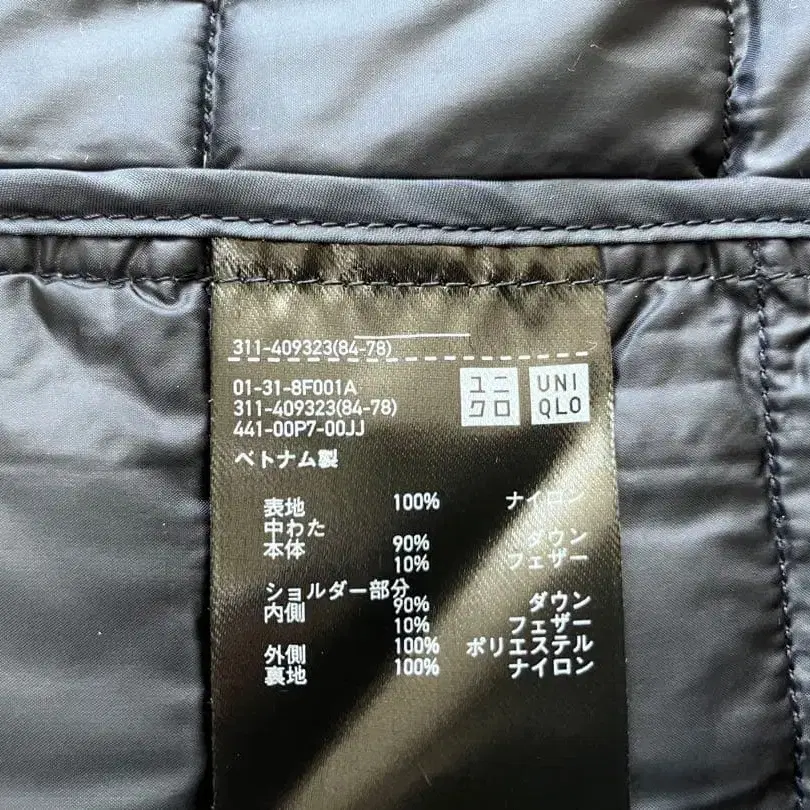 311-409323(84-78)
01-31-8F001A
311-409323(84-78)
441-00P7-00JJ
ユニクロ
UNIQLO
ベトナム製
表地 100% ナイロン
中わた
本体 90% ダウン
10% フェザー
ショルダー部分
内側 90% ダウン
10% フェザー
外側 100% ポリエステル
裏地 100% ナイロン